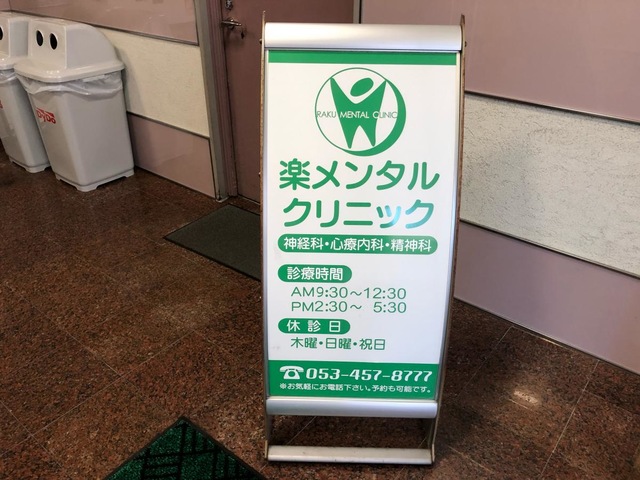 RAKU MENTAL CLINIC
楽メンタル
クリニック
神経科・心療内科・精神科
診療時間
AM9:30～12:30
PM2:30～ 5:30
休診日
木曜・日曜・祝日
☎053-457-8777
※お気軽にお電話下さい。予約も可能です。